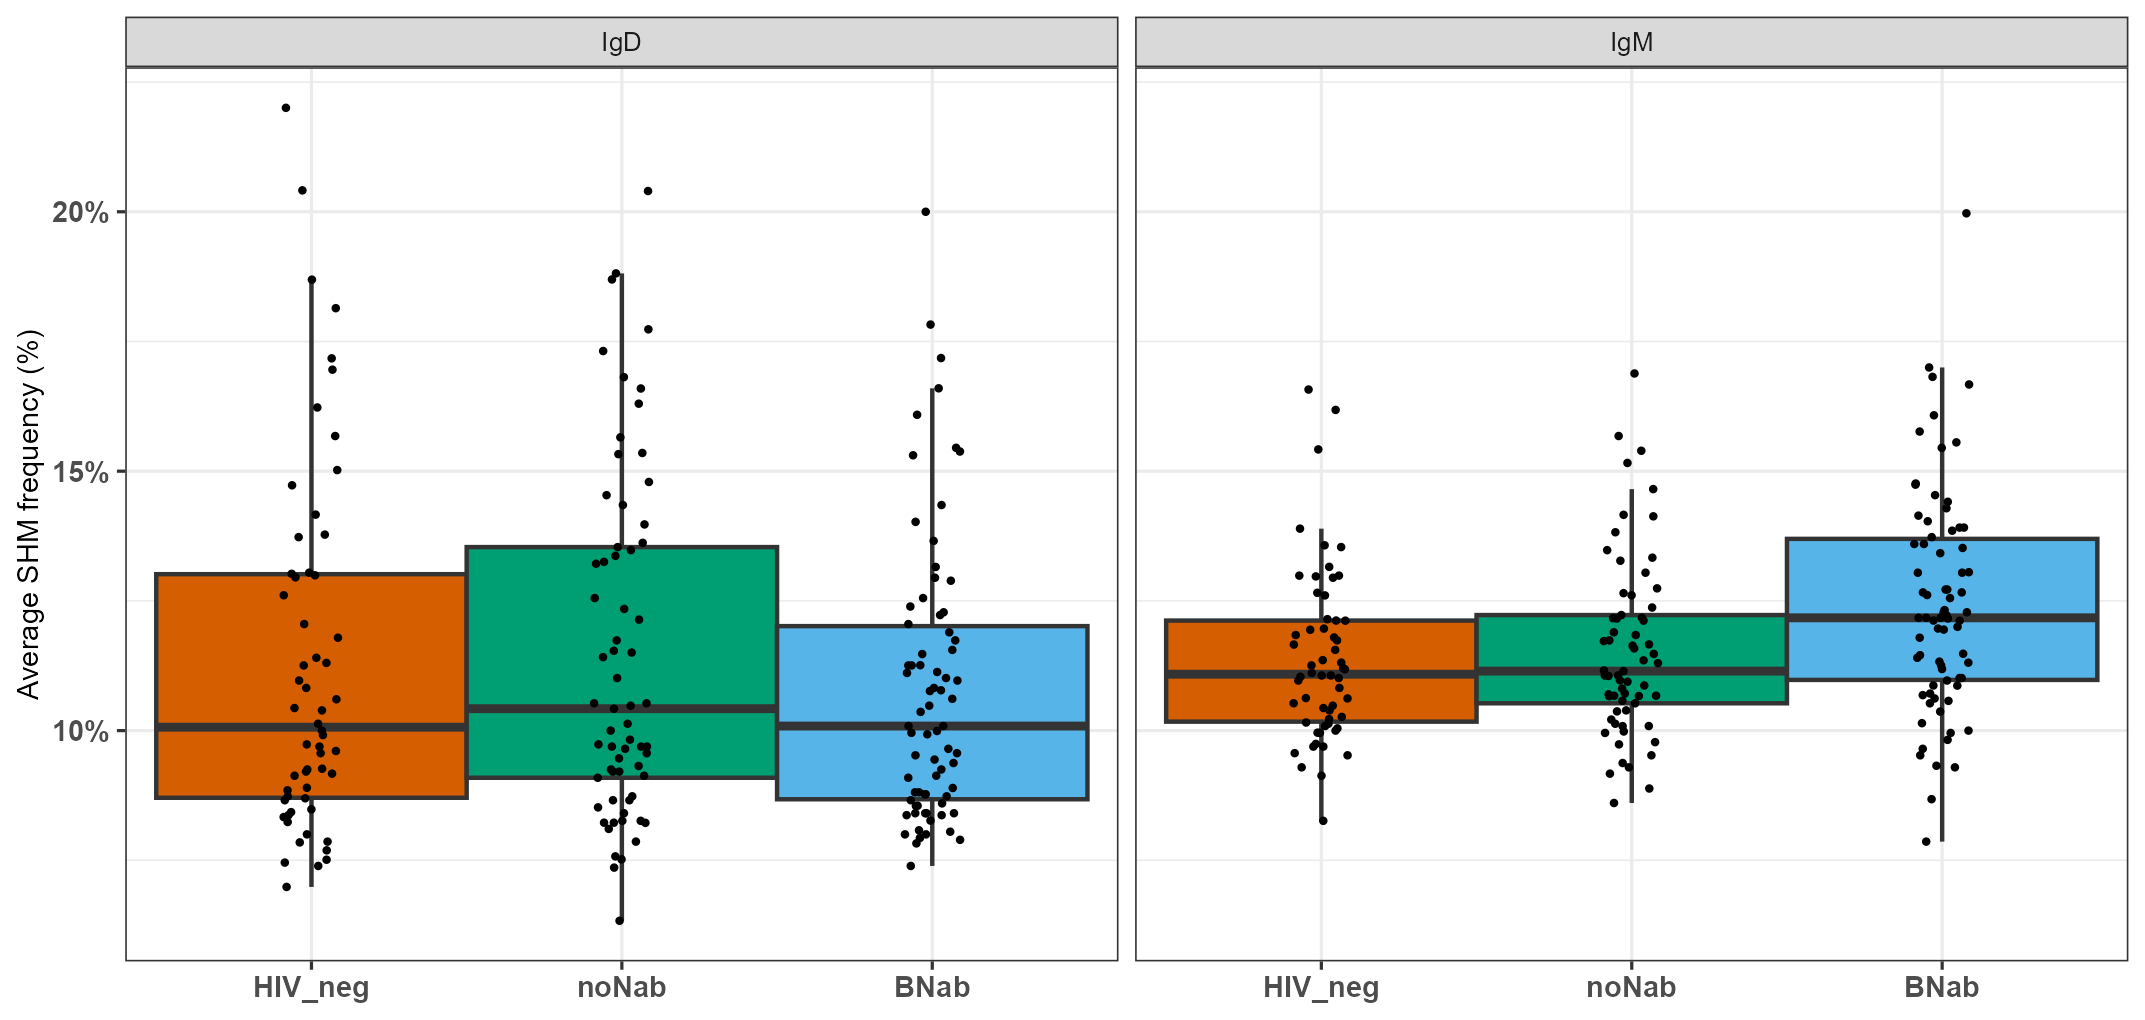 IgD
IgM
Average SHM frequency (%)
20%
15%
10%
HIV_neg
noNab
BNab
HIV_neg
noNab
BNab